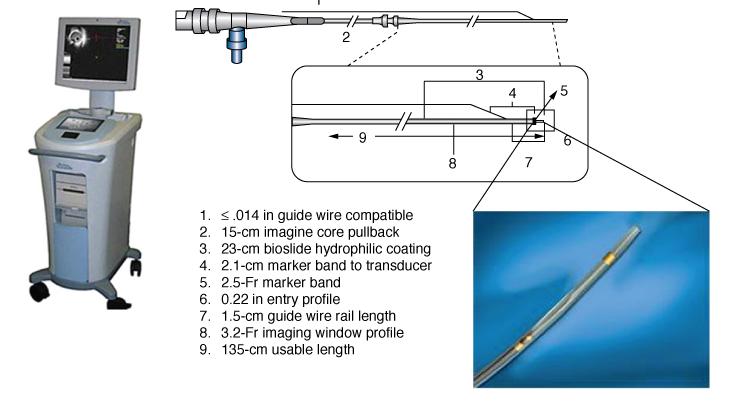 2
3
4
5
6
9
8
7
1. ≤ .014 in guide wire compatible
2. 15-cm imagine core pullback
3. 23-cm bioslide hydrophilic coating
4. 2.1-cm marker band to transducer
5. 2.5-Fr marker band
6. 0.22 in entry profile
7. 1.5-cm guide wire rail length
8. 3.2-Fr imaging window profile
9. 135-cm usable length